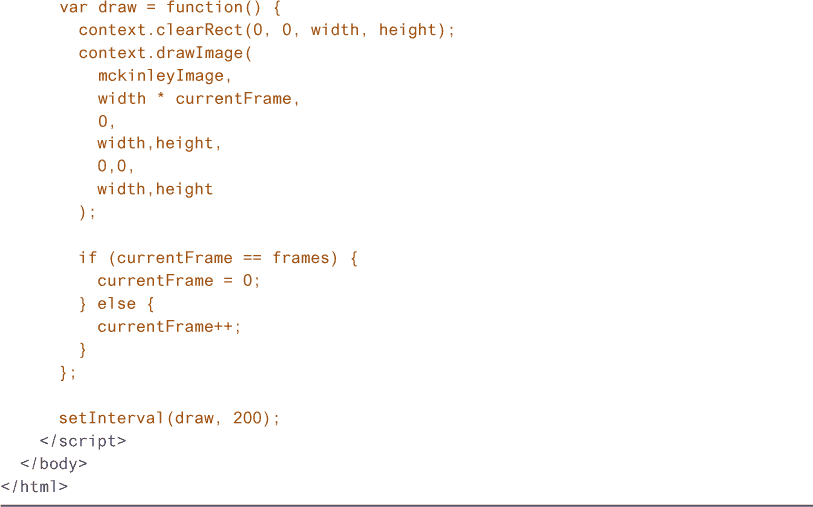 var draw = function() {
context.clearRect(0, 0, width, height);
context.drawImage(
mckinleyImage,
width * currentFrame,
0,
width,height,
0,0,
width,height
);
if (currentFrame == frames) {
currentFrame = 0;
} else {
currentFrame++;
}
};
setInterval(draw, 200);
</script>
</body>
</html>